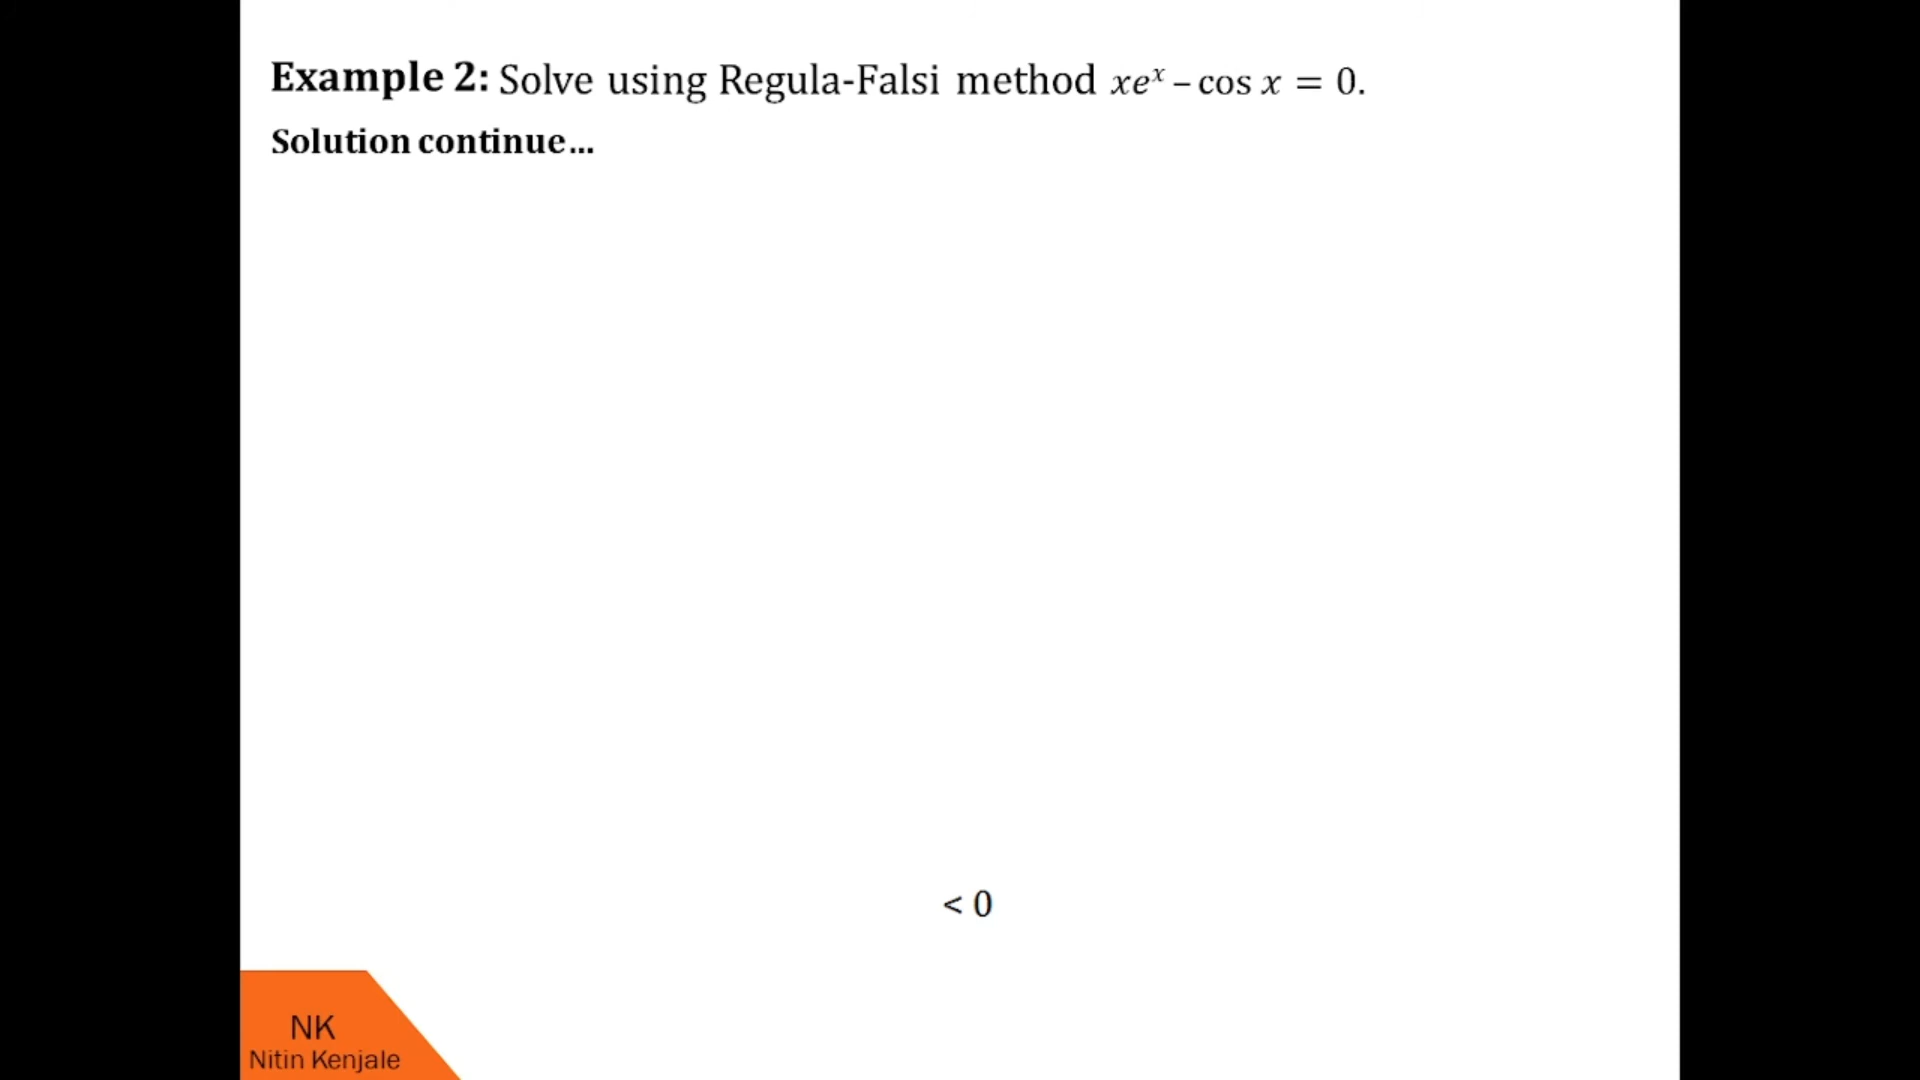 Example 2: Solve using Regula-Falsi method xeˣ – cos x = 0.
Solution continue...
< 0
NK
Nitin Kenjale